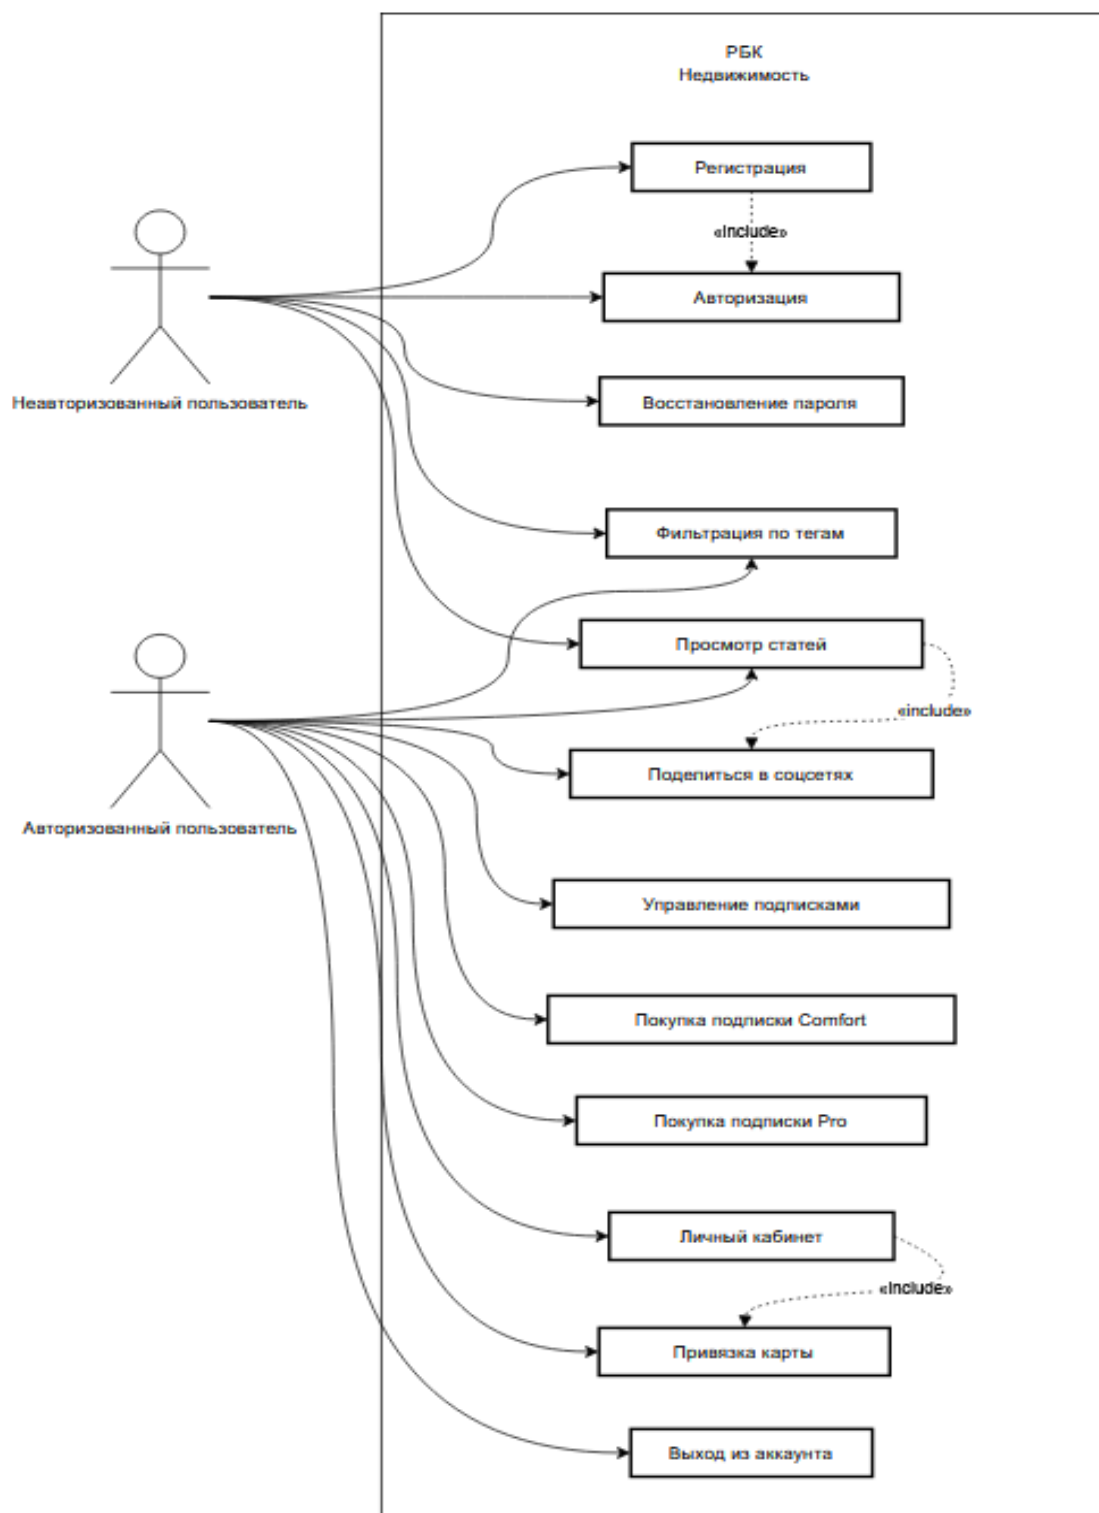 РБК
Недвижимость
Регистрация
«include»
Авторизация
Неавторизованный пользователь
Восстановление пароля
Фильтрация по тегам
Просмотр статей
«include»
Поделиться в соцсетях
Авторизованный пользователь
Управление подписками
Покупка подписки Comfort
Покупка подписки Pro
Личный кабинет
«include»
Привязка карты
Выход из аккаунта